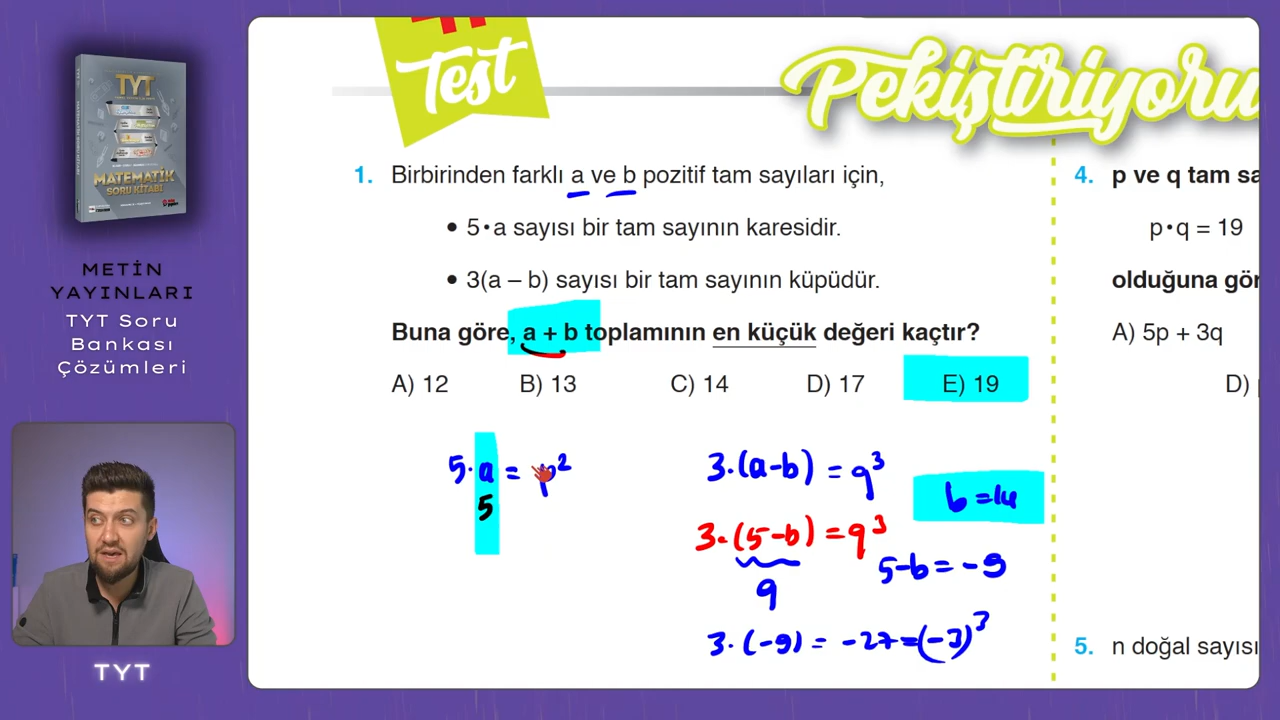 Test
Pekiştiriyoru
TYT
MATEMATİK
SORU KİTABI
METİN
YAYINLARI
TYT Soru
Bankası
Çözümleri
TYT
1. Birbirinden farklı a ve b pozitif tam sayıları için,
• 5•a sayısı bir tam sayının karesidir.
• 3(a – b) sayısı bir tam sayının küpüdür.
Buna göre, a + b toplamının en küçük değeri kaçtır?
A) 12 B) 13 C) 14 D) 17 E) 19
5·a = p²
5
3·(a-b) = q³
b = 14
3·(5-b) = q³
5-b = -9
9
3·(-9) = -27 = (-3)³
4. p ve q tam sa
p•q = 19
olduğuna gör
A) 5p + 3q
D)
5. n doğal sayısı